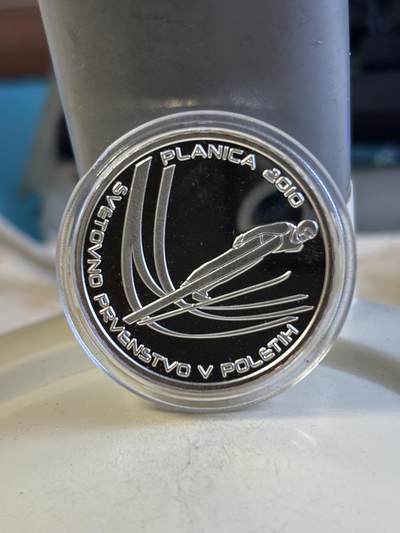 PLANICA 2010
SVETOVNO PRVENSTVO V POLETIH